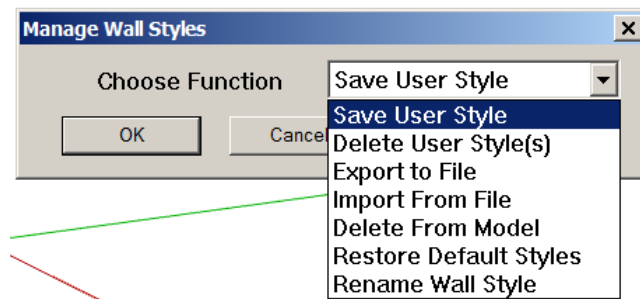 Manage Wall Styles
Choose Function Save User Style
Save User Style
OK Cancel
Delete User Style(s)
Export to File
Import From File
Delete From Model
Restore Default Styles
Rename Wall Style